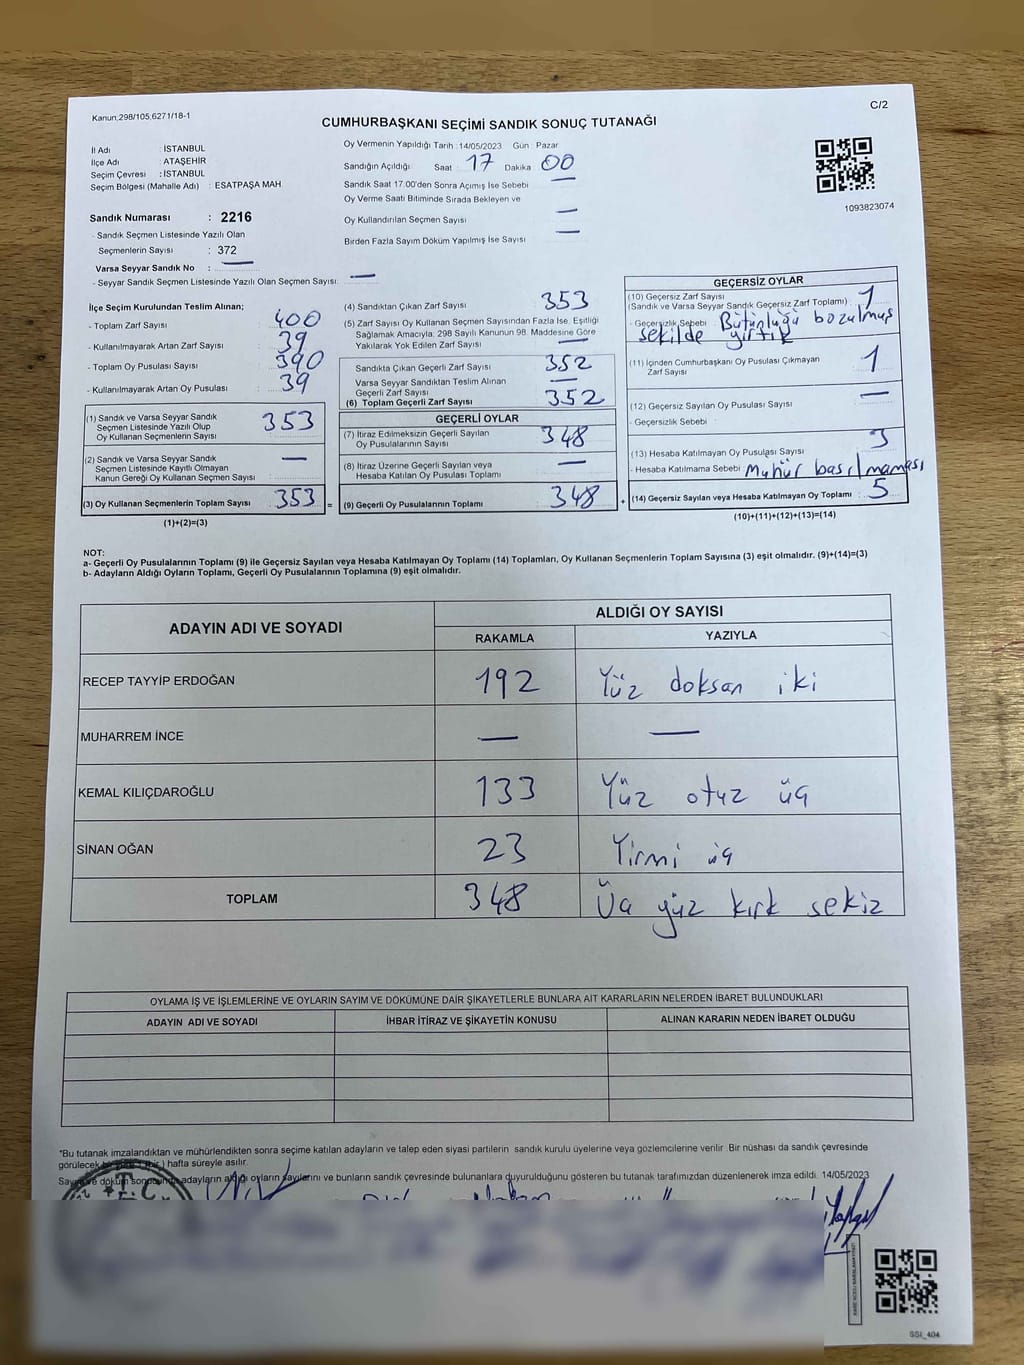 Kanun;298/105,6271/18-1
C/2
CUMHURBAŞKANI SEÇİMİ SANDIK SONUÇ TUTANAĞI
İl Adı : İSTANBUL
İlçe Adı : ATAŞEHİR
Seçim Çevresi : İSTANBUL
Seçim Bölgesi (Mahalle Adı) : ESATPAŞA MAH.
Sandık Numarası : 2216
- Sandık Seçmen Listesinde Yazılı Olan
Seçmenlerin Sayısı : 372
Varsa Seyyar Sandık No : —
- Seyyar Sandık Seçmen Listesinde Yazılı Olan Seçmen Sayısı: —
Oy Vermenin Yapıldığı Tarih : 14/05/2023 Gün : Pazar
Sandığın Açıldığı Saat : 17 Dakika : 00
Sandık Saat 17.00'den Sonra Açımış İse Sebebi —
Oy Verme Saati Bitiminde Sırada Bekleyen ve
Oy Kullandırılan Seçmen Sayısı —
Birden Fazla Sayım Döküm Yapılmış İse Sayısı —
1093823074
İlçe Seçim Kurulundan Teslim Alınan;
- Toplam Zarf Sayısı : 400
- Kullanılmayarak Artan Zarf Sayısı : 39
- Toplam Oy Pusulası Sayısı : 390
- Kullanılmayarak Artan Oy Pusulası : 39
(1) Sandık ve Varsa Seyyar Sandık
Seçmen Listesinde Yazılı Olup
Oy Kullanan Seçmenlerin Sayısı 353
(2) Sandık ve Varsa Seyyar Sandık
Seçmen Listesinde Kayıtlı Olmayan
Kanun Gereği Oy Kullanan Seçmen Sayısı —
(3) Oy Kullanan Seçmenlerin Toplam Sayısı 353 =
(1)+(2)=(3)
(4) Sandıktan Çıkan Zarf Sayısı 353
(5) Zarf Sayısı Oy Kullanan Seçmen Sayısından Fazla İse, Eşitliği
Sağlamak Amacıyla, 298 Sayılı Kanunun 98. Maddesine Göre
Yakılarak Yok Edilen Zarf Sayısı —
Sandıkta Çıkan Geçerli Zarf Sayısı 352
Varsa Seyyar Sandıktan Teslim Alınan
Geçerli Zarf Sayısı —
(6) Toplam Geçerli Zarf Sayısı 352
GEÇERLİ OYLAR
(7) İtiraz Edilmeksizin Geçerli Sayılan
Oy Pusulalarının Sayısı 348
(8) İtiraz Üzerine Geçerli Sayılan veya
Hesaba Katılan Oy Pusulası Toplamı —
(9) Geçerli Oy Pusulalarının Toplamı 348 +
GEÇERSİZ OYLAR
(10) Geçersiz Zarf Sayısı
(Sandık ve Varsa Seyyar Sandık Geçersiz Zarf Toplamı) : 1
- Geçersizlik Sebebi : Bütünlüğü bozulmuş
şekilde yırtık
(11) İçinden Cumhurbaşkanı Oy Pusulası Çıkmayan
Zarf Sayısı 1
(12) Geçersiz Sayılan Oy Pusulası Sayısı —
- Geçersizlik Sebebi :
(13) Hesaba Katılmayan Oy Pusulası Sayısı 3
- Hesaba Katılmama Sebebi : Mühür basılmaması
(14) Geçersiz Sayılan veya Hesaba Katılmayan Oy Toplamı : 5
(10)+(11)+(12)+(13)=(14)
NOT:
a- Geçerli Oy Pusulalarının Toplamı (9) ile Geçersiz Sayılan veya Hesaba Katılmayan Oy Toplamı (14) Toplamları, Oy Kullanan Seçmenlerin Toplam Sayısına (3) eşit olmalıdır. (9)+(14)=(3)
b- Adayların Aldığı Oyların Toplamı, Geçerli Oy Pusulalarının Toplamına (9) eşit olmalıdır.
ADAYIN ADI VE SOYADI
ALDIĞI OY SAYISI
RAKAMLA YAZIYLA
RECEP TAYYİP ERDOĞAN 192 Yüz doksan iki
MUHARREM İNCE — —
KEMAL KILIÇDAROĞLU 133 Yüz otuz üç
SİNAN OĞAN 23 Yirmi üç
TOPLAM 348 Üç yüz kırk sekiz
OYLAMA İŞ VE İŞLEMLERİNE VE OYLARIN SAYIM VE DÖKÜMÜNE DAİR ŞİKAYETLERLE BUNLARA AİT KARARLARIN NELERDEN İBARET BULUNDUKLARI
ADAYIN ADI VE SOYADI İHBAR İTİRAZ VE ŞİKAYETİN KONUSU ALINAN KARARIN NEDEN İBARET OLDUĞU
*Bu tutanak imzalandıktan ve mühürlendikten sonra seçime katılan adayların ve talep eden siyasi partilerin sandık kurulu üyelerine veya gözlemcilerine verilir. Bir nüshası da sandık çevresinde
görülecek bir yere 1 (bir) hafta süreyle asılır.
Sayım ve döküm sonucunda adayların aldığı oyların sayılarını ve bunların sandık çevresinde bulunanlara duyurulduğunu gösteren bu tutanak tarafımızdan düzenlenerek imza edildi. 14/05/2023
T.C.
SSİ_404